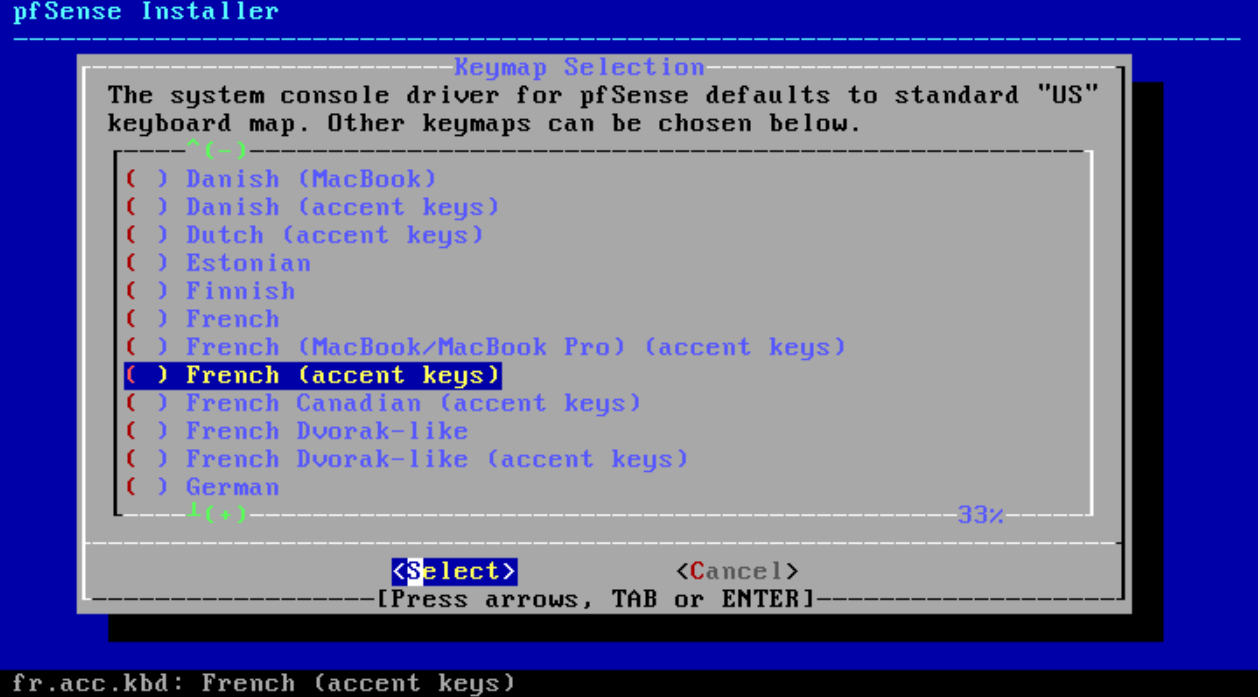 pfSense Installer
Keymap Selection
The system console driver for pfSense defaults to standard "US"
keyboard map. Other keymaps can be chosen below.
^(-)
( ) Danish (MacBook)
( ) Danish (accent keys)
( ) Dutch (accent keys)
( ) Estonian
( ) Finnish
( ) French
( ) French (MacBook/MacBook Pro) (accent keys)
( ) French (accent keys)
( ) French Canadian (accent keys)
( ) French Dvorak-like
( ) French Dvorak-like (accent keys)
( ) German
└(+) 33%
<Select> <Cancel>
[Press arrows, TAB or ENTER]
fr.acc.kbd: French (accent keys)